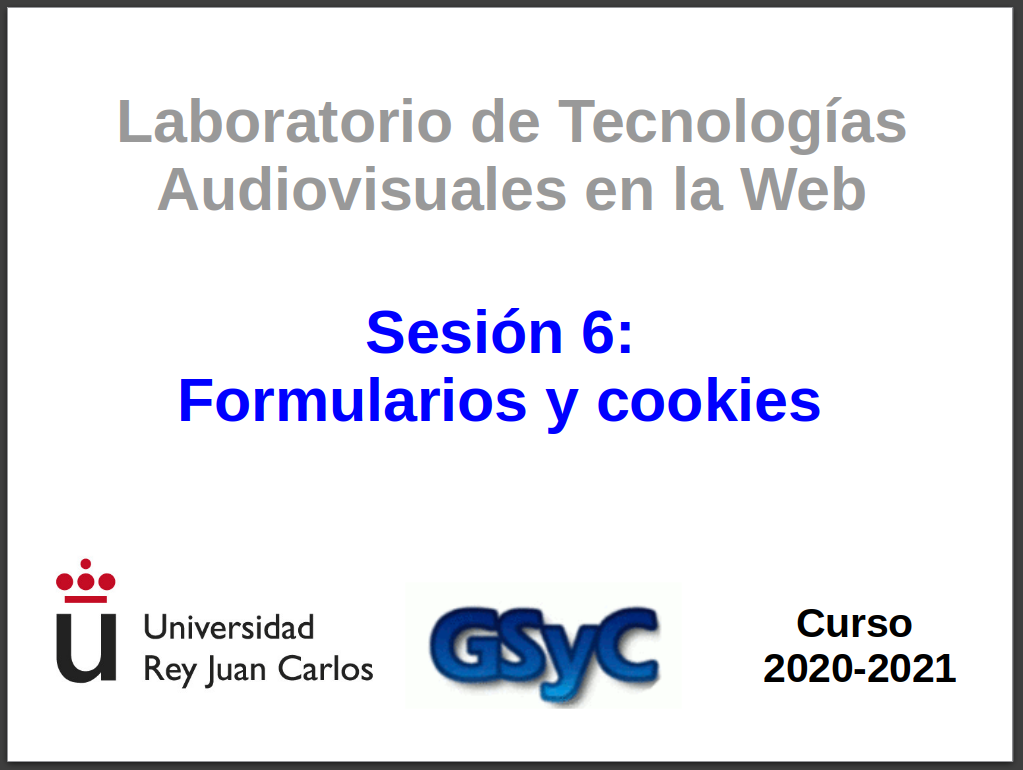 Laboratorio de Tecnologías
Audiovisuales en la Web
Sesión 6:
Formularios y cookies
Universidad
Rey Juan Carlos
GSyC
Curso
2020-2021